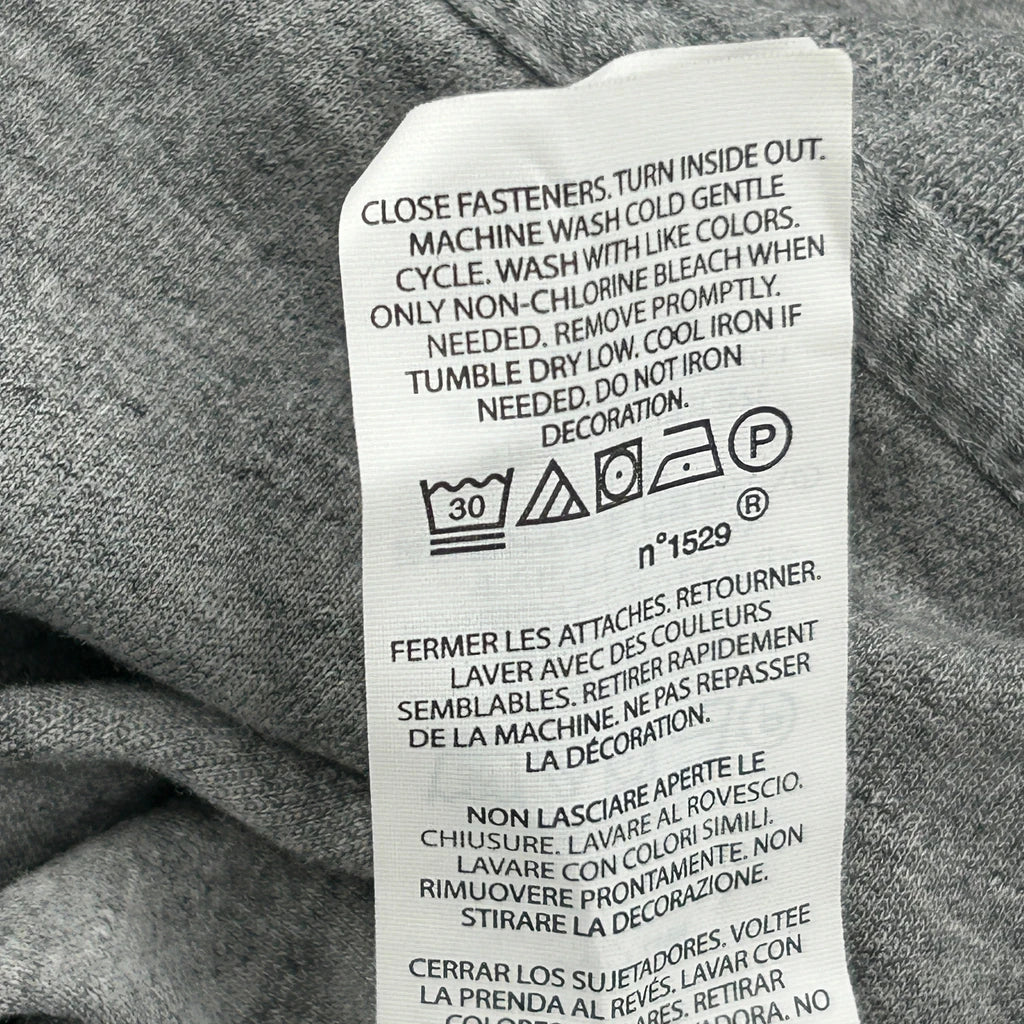 CLOSE FASTENERS. TURN INSIDE OUT.
MACHINE WASH COLD GENTLE
CYCLE. WASH WITH LIKE COLORS.
ONLY NON-CHLORINE BLEACH WHEN
NEEDED. REMOVE PROMPTLY.
TUMBLE DRY LOW. COOL IRON IF
NEEDED. DO NOT IRON
DECORATION.
30
P
®
n°1529
FERMER LES ATTACHES. RETOURNER.
LAVER AVEC DES COULEURS
SEMBLABLES. RETIRER RAPIDEMENT
DE LA MACHINE. NE PAS REPASSER
LA DÉCORATION.
NON LASCIARE APERTE LE
CHIUSURE. LAVARE AL ROVESCIO.
LAVARE CON COLORI SIMILI.
RIMUOVERE PRONTAMENTE. NON
STIRARE LA DECORAZIONE.
CERRAR LOS SUJETADORES. VOLTEE
LA PRENDA AL REVÉS. LAVAR CON
RETIRAR
NO